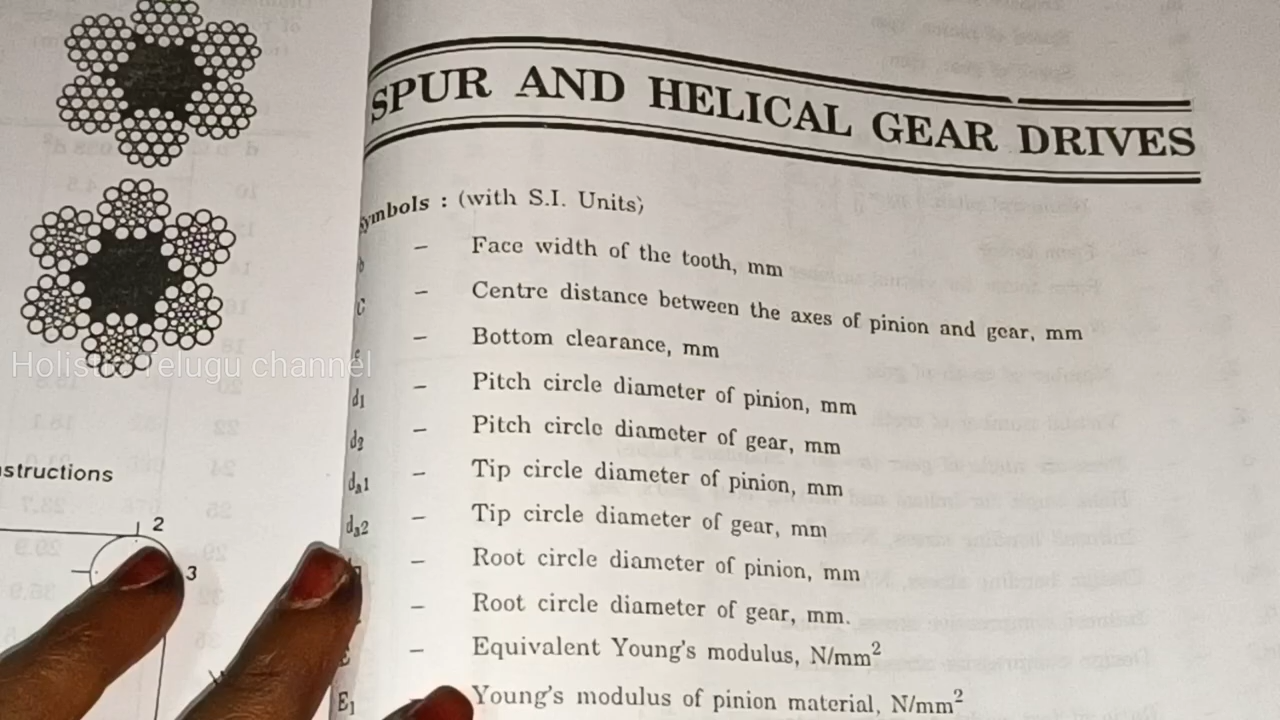 SPUR AND HELICAL GEAR DRIVES
ymbols : (with S.I. Units)
b – Face width of the tooth, mm
C – Centre distance between the axes of pinion and gear, mm
c – Bottom clearance, mm
d1 – Pitch circle diameter of pinion, mm
d2 – Pitch circle diameter of gear, mm
da1 – Tip circle diameter of pinion, mm
da2 – Tip circle diameter of gear, mm
– Root circle diameter of pinion, mm
– Root circle diameter of gear, mm.
E – Equivalent Young's modulus, N/mm2
E1 – Young's modulus of pinion material, N/mm2
nstructions
2
3
Holistic Telugu channel